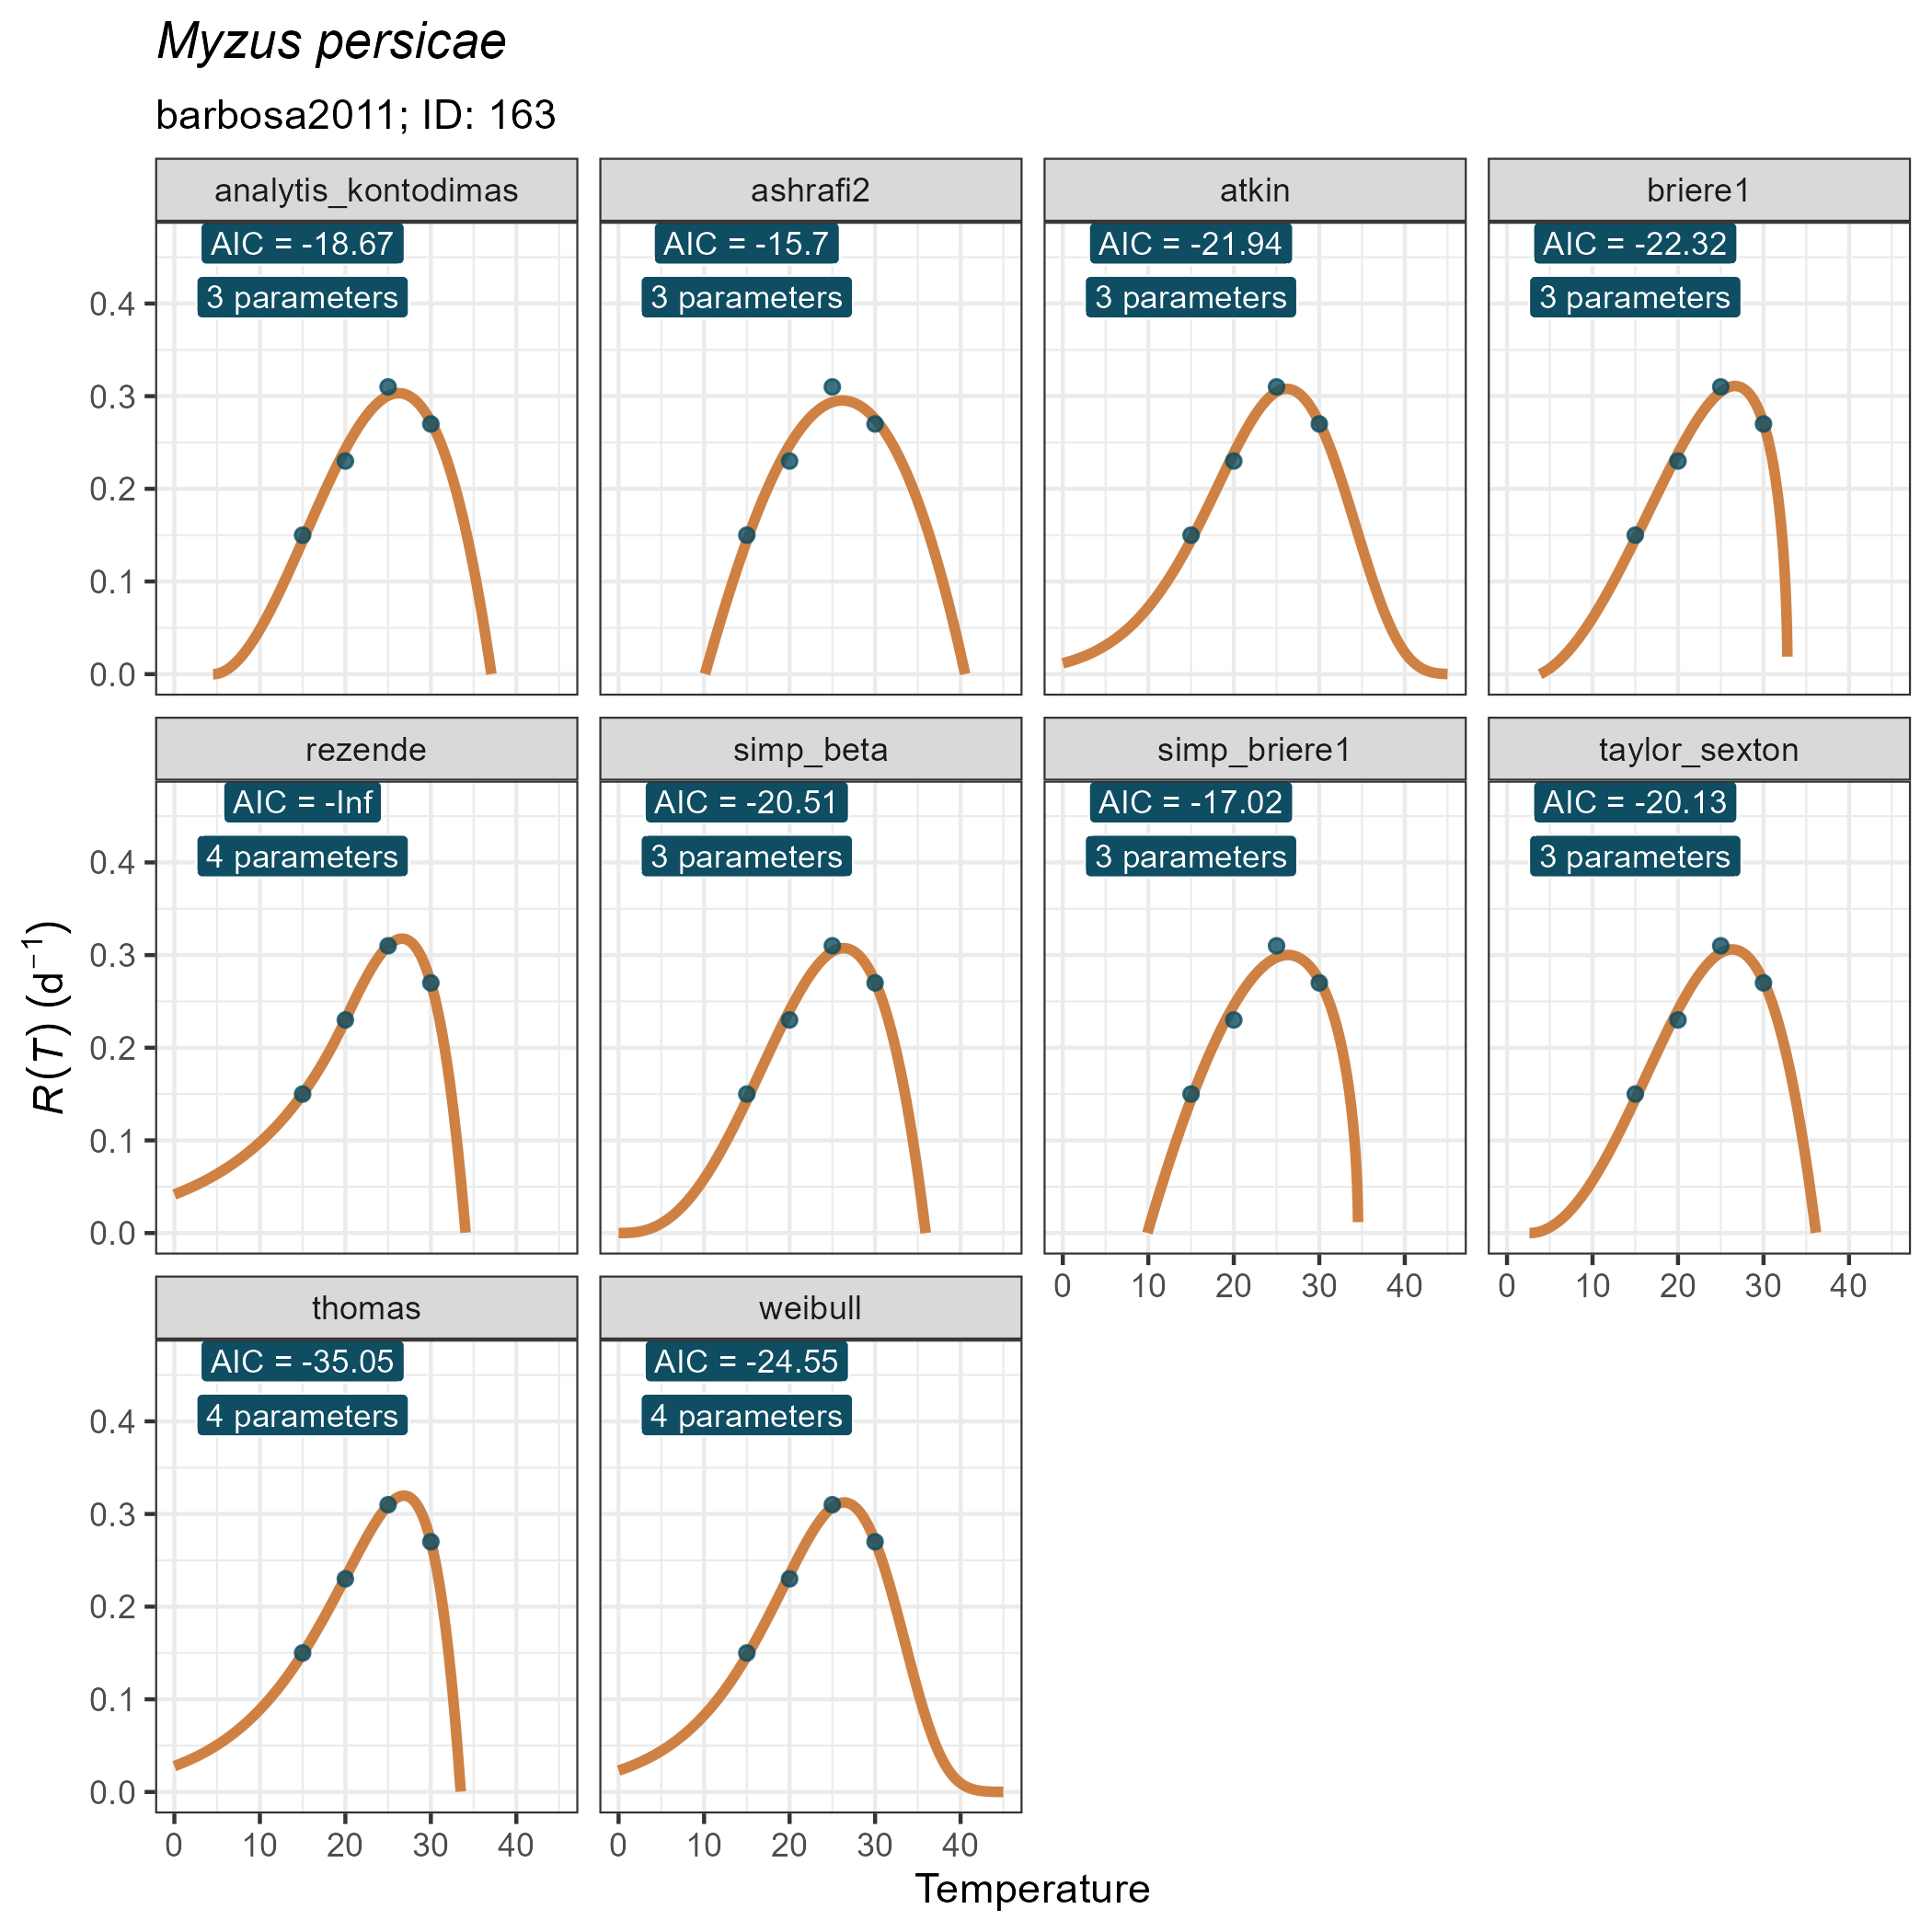 Myzus persicae
barbosa2011; ID: 163
analytis_kontodimas
ashrafi2
atkin
briere1
AIC = -18.67
AIC = -15.7
AIC = -21.94
AIC = -22.32
3 parameters
3 parameters
3 parameters
3 parameters
0.4
0.3
0.2
0.1
0.0
rezende
simp_beta
simp_briere1
taylor_sexton
AIC = -Inf
AIC = -20.51
AIC = -17.02
AIC = -20.13
4 parameters
3 parameters
3 parameters
3 parameters
0.4
0.3
0.2
0.1
0.0
R(T) (d⁻¹)
0 10 20 30 40
0 10 20 30 40
thomas
weibull
AIC = -35.05
AIC = -24.55
4 parameters
4 parameters
0.4
0.3
0.2
0.1
0.0
0 10 20 30 40
0 10 20 30 40
Temperature